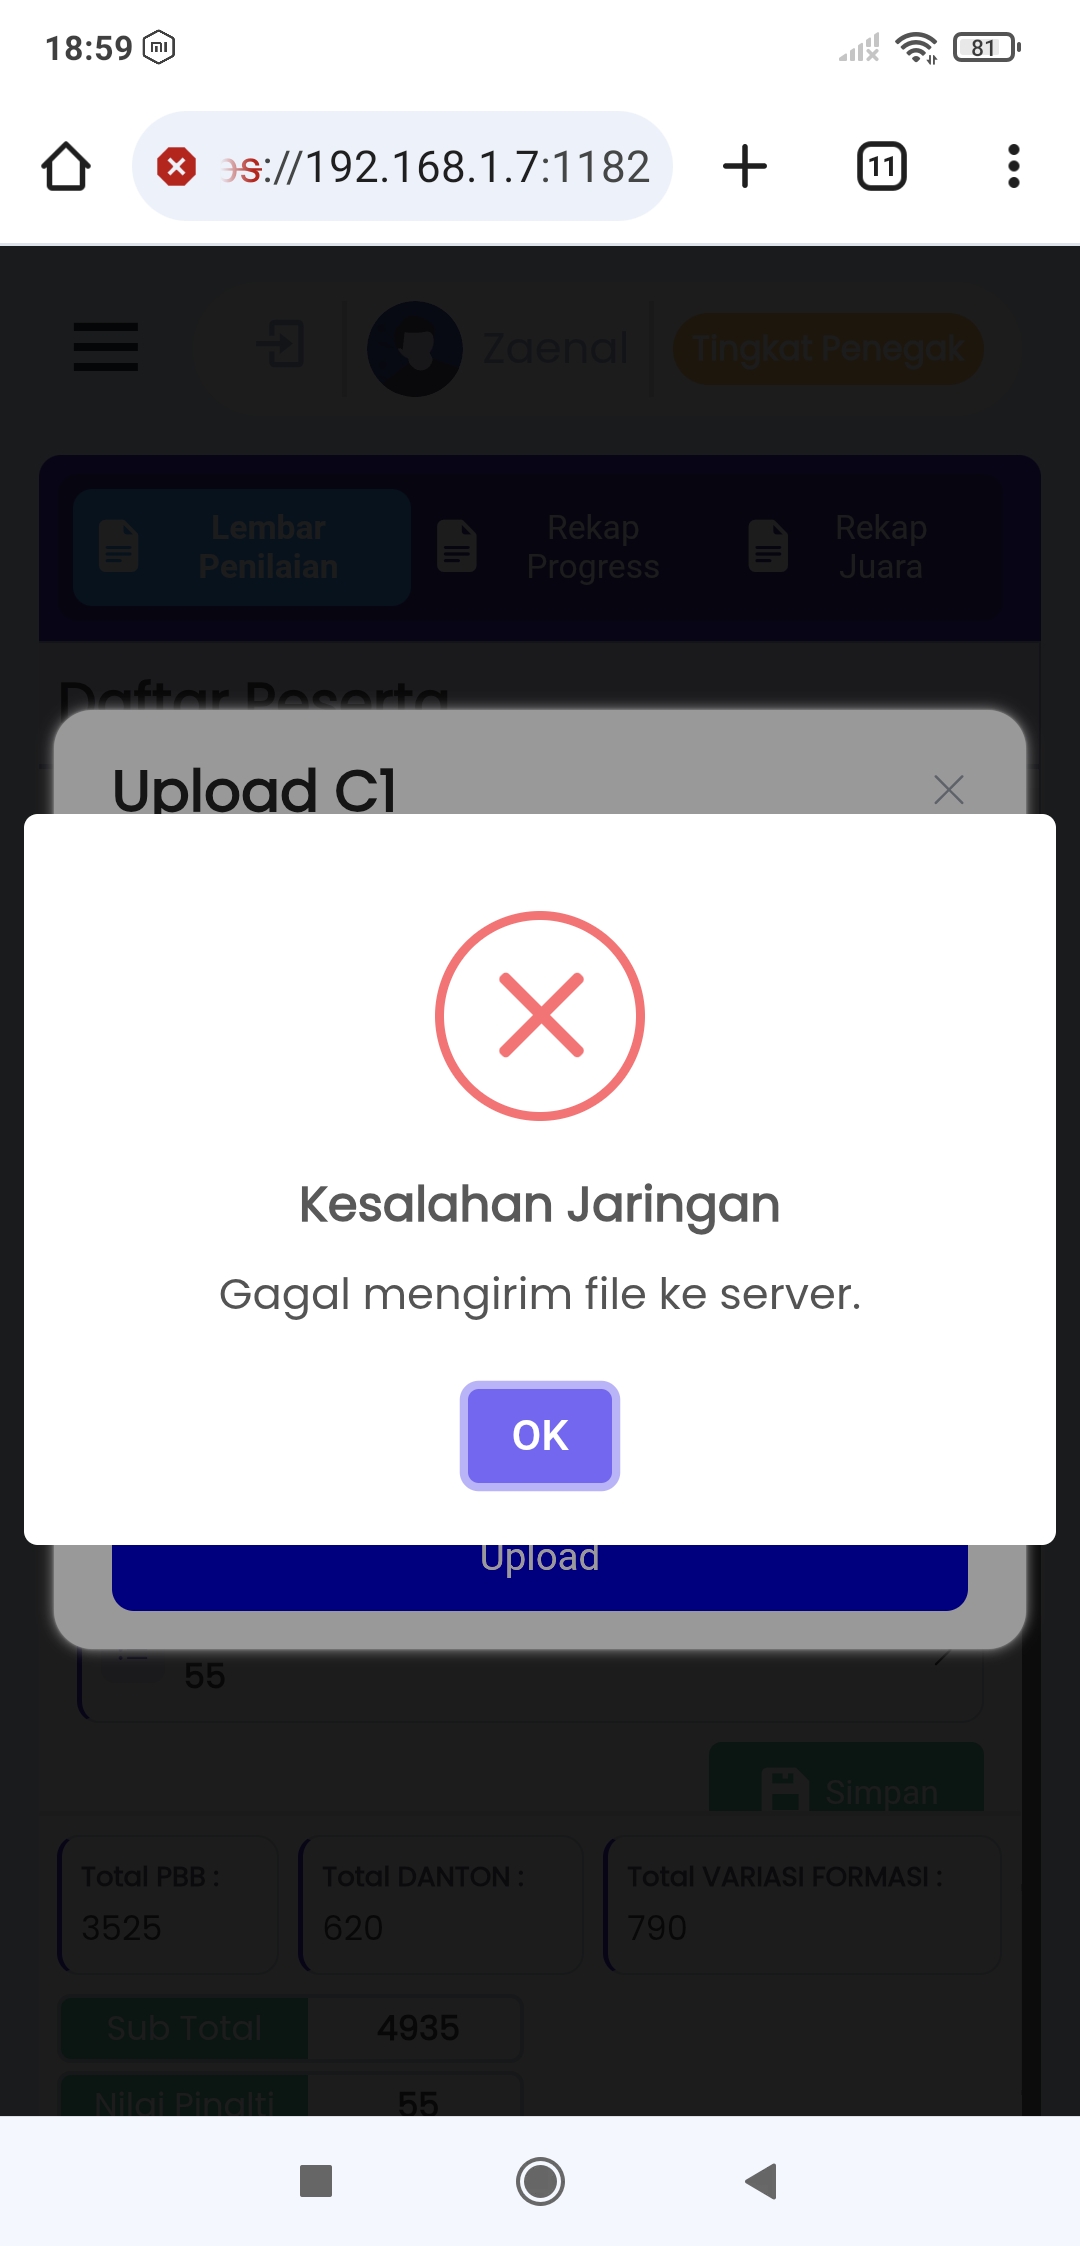 18:59
81
s://192.168.1.7:1182
11
Zaenal
Tingkat Penegak
Lembar
Penilaian
Rekap
Progress
Rekap
Juara
Daftar Peserta
Upload C1
Kesalahan Jaringan
Gagal mengirim file ke server.
OK
Upload
55
Simpan
Total PBB :
3525
Total DANTON :
620
Total VARIASI FORMASI :
790
Sub Total
4935
Nilai Pinalti
55